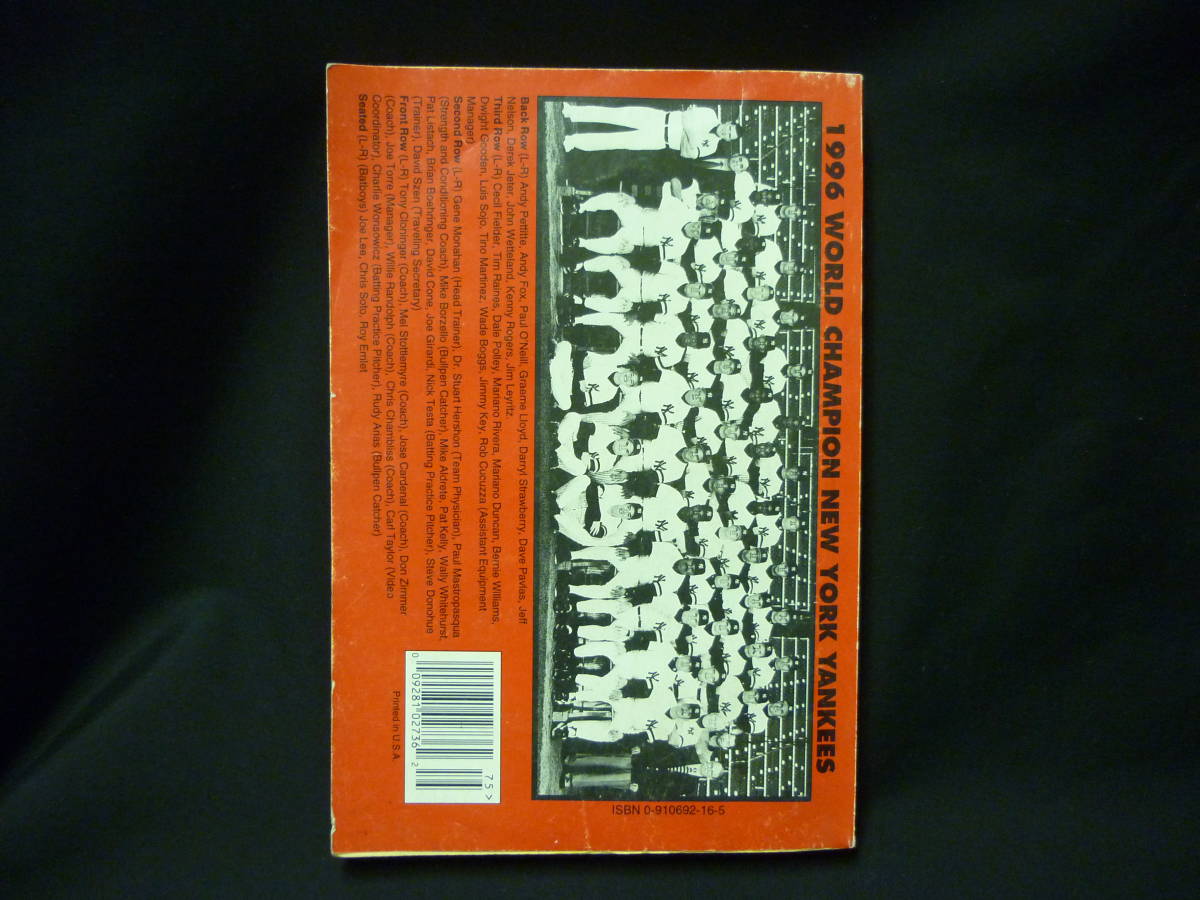 1996 WORLD CHAMPION NEW YORK YANKEES
Back Row (L-R) Andy Pettitte, Andy Fox, Paul O'Neill, Graeme Lloyd, Darryl Strawberry, Dave Pavlas, Jeff
Nelson, Derek Jeter, John Wetteland, Kenny Rogers, Jim Leyritz
Third Row (L-R) Cecil Fielder, Tim Raines, Dale Polley, Mariano Rivera, Mariano Duncan, Bernie Williams,
Dwight Gooden, Luis Sojo, Tino Martinez, Wade Boggs, Jimmy Key, Rob Cucuzza (Assistant Equipment
Manager)
Second Row (L-R) Gene Monahan (Head Trainer), Dr. Stuart Hershon (Team Physician), Paul Mastropasqua
(Strength and Conditioning Coach), Mike Borzello (Bullpen Catcher), Mike Aldrete, Pat Kelly, Wally Whitehurst,
Pat Listach, Brian Boehringer, David Cone, Joe Girardi, Nick Testa (Batting Practice Pitcher), Steve Donohue
(Trainer), David Szen (Traveling Secretary)
Front Row (L-R) Tony Cloninger (Coach), Mel Stottlemyre (Coach), Jose Cardenal (Coach), Don Zimmer
(Coach), Joe Torre (Manager), Willie Randolph (Coach), Chris Chambliss (Coach), Carl Taylor (Video
Coordinator), Charlie Wonsowicz (Batting Practice Pitcher), Rudy Arias (Bullpen Catcher)
Seated (L-R) (Batboys) Joe Lee, Chris Soto, Roy Emlet
ISBN 0-910692-16-5
75>
0 09281 02736 2
Printed in U.S.A.